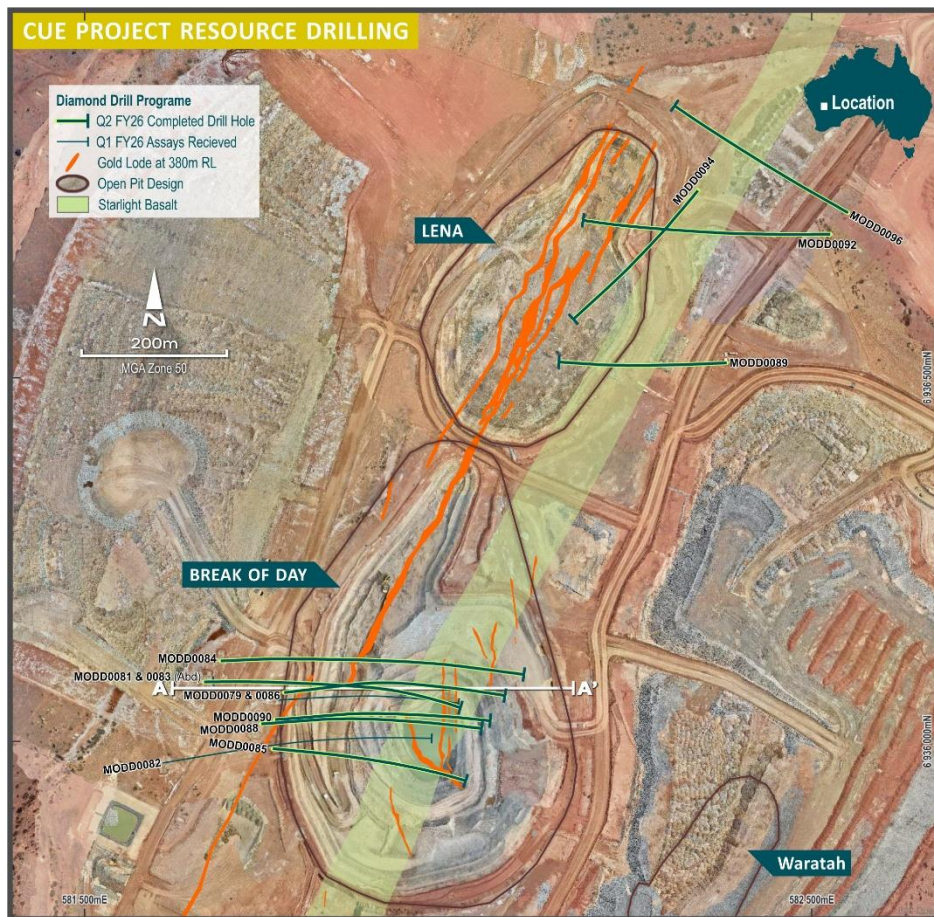 CUE PROJECT RESOURCE DRILLING
Diamond Drill Programe
Q2 FY26 Completed Drill Hole
Q1 FY26 Assays Recieved
Gold Lode at 380m RL
Open Pit Design
Starlight Basalt
Location
MODD0094
MODD0096
MODD0092
LENA
N
200m
MGA Zone 50
MODD0089
6 936 500mN
BREAK OF DAY
MODD0084
MODD0081 & 0083 (Abd)
A
A'
MODD0079 & 0086
MODD0090
MODD0088
MODD0085
MODD0082
6 936 000mN
Waratah
581 500mE
582 500mE